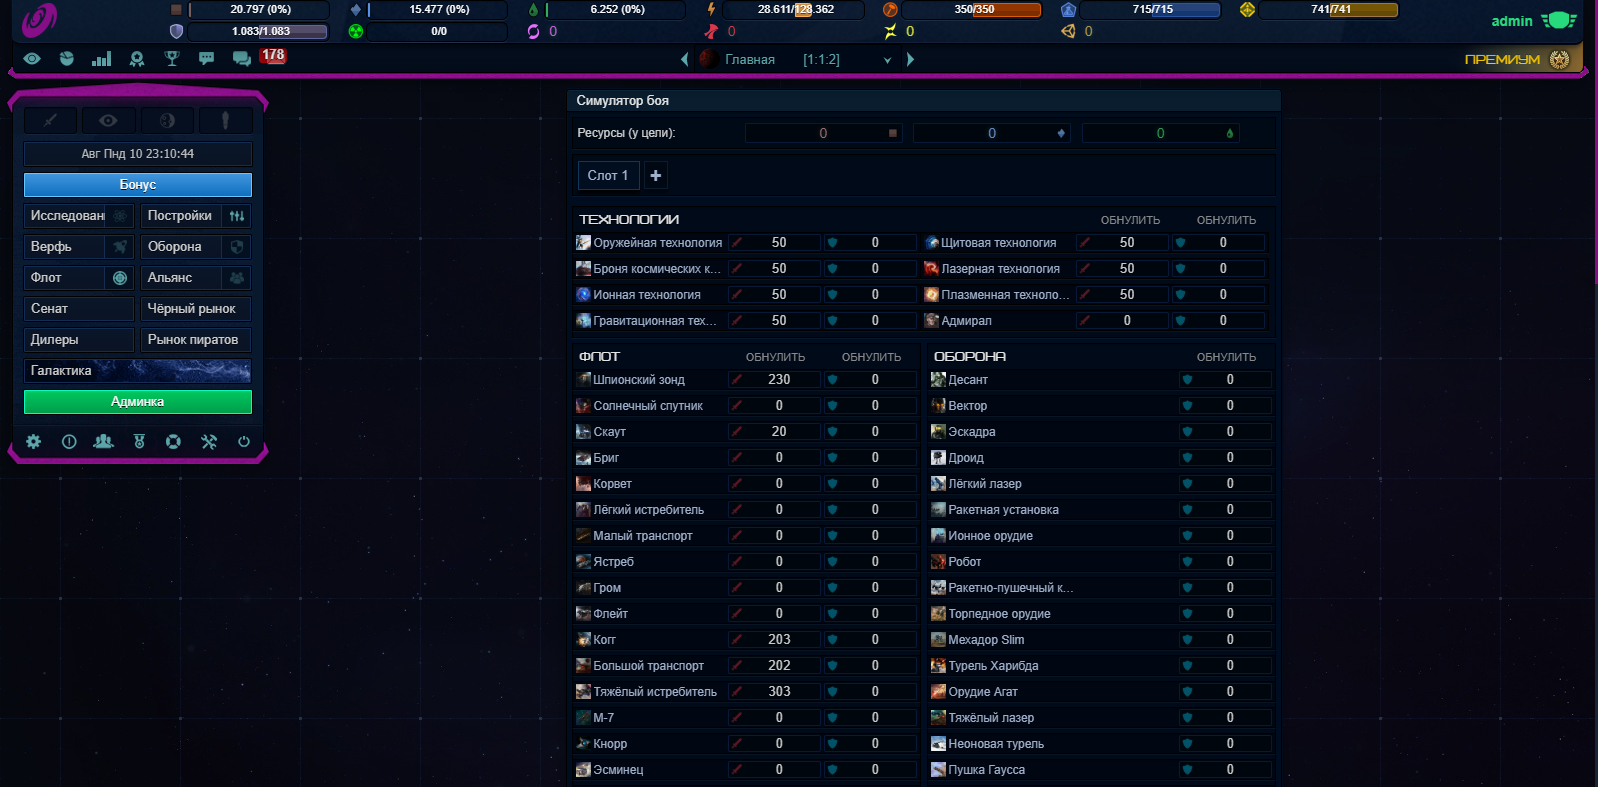 20.797 (0%) 15.477 (0%) 6.252 (0%) 28.611/128.362 350/350 715/715 741/741
admin
1.083/1.083 0/0 0 0 0 0
178 Главная [1:1:2] ПРЕМИУМ
Авг Пнд 10 23:10:44
Бонус
Исследован Постройки
Верфь Оборона
Флот Альянс
Сенат Чёрный рынок
Дилеры Рынок пиратов
Галактика
Админка
Симулятор боя
Ресурсы (у цели): 0 0 0
Слот 1 +
ТЕХНОЛОГИИ ОБНУЛИТЬ ОБНУЛИТЬ
Оружейная технология 50 0 Щитовая технология 50 0
Броня космических к... 50 0 Лазерная технология 50 0
Ионная технология 50 0 Плазменная техноло... 50 0
Гравитационная тех... 50 0 Адмирал 0 0
ФЛОТ ОБНУЛИТЬ ОБНУЛИТЬ ОБОРОНА ОБНУЛИТЬ
Шпионский зонд 230 0 Десант 0
Солнечный спутник 0 0 Вектор 0
Скаут 20 0 Эскадра 0
Бриг 0 0 Дроид 0
Корвет 0 0 Лёгкий лазер 0
Лёгкий истребитель 0 0 Ракетная установка 0
Малый транспорт 0 0 Ионное орудие 0
Ястреб 0 0 Робот 0
Гром 0 0 Ракетно-пушечный к... 0
Флейт 0 0 Торпедное орудие 0
Когг 203 0 Мехадор Slim 0
Большой транспорт 202 0 Турель Харибда 0
Тяжёлый истребитель 303 0 Орудие Агат 0
М-7 0 0 Тяжёлый лазер 0
Кнорр 0 0 Неоновая турель 0
Эсминец 0 0 Пушка Гаусса 0